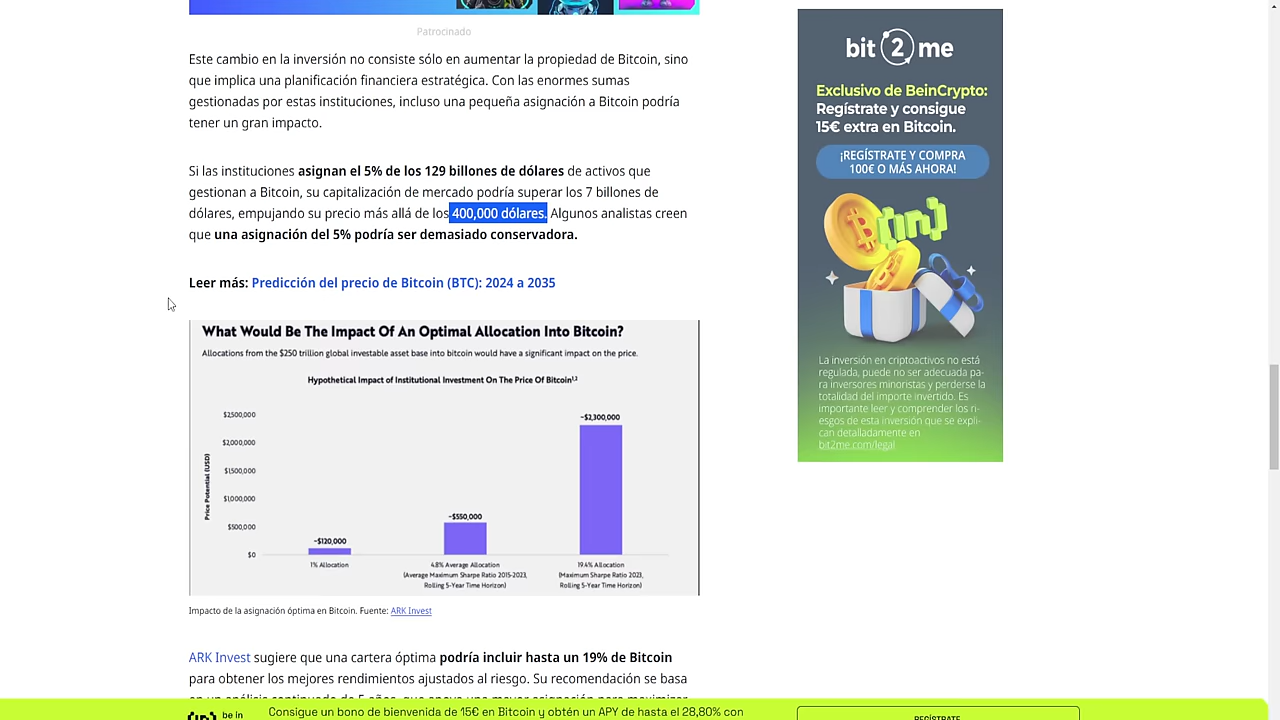 Patrocinado
Este cambio en la inversión no consiste sólo en aumentar la propiedad de Bitcoin, sino
que implica una planificación financiera estratégica. Con las enormes sumas
gestionadas por estas instituciones, incluso una pequeña asignación a Bitcoin podría
tener un gran impacto.
Si las instituciones asignan el 5% de los 129 billones de dólares de activos que
gestionan a Bitcoin, su capitalización de mercado podría superar los 7 billones de
dólares, empujando su precio más allá de los 400,000 dólares. Algunos analistas creen
que una asignación del 5% podría ser demasiado conservadora.
Leer más: Predicción del precio de Bitcoin (BTC): 2024 a 2035
What Would Be The Impact Of An Optimal Allocation Into Bitcoin?
Allocations from the $250 trillion global investable asset base into bitcoin would have a significant impact on the price.
Hypothetical Impact of Institutional Investment On The Price Of Bitcoin1,3
Price Potential (USD)
$2,500,000
$2,000,000
$1,500,000
$1,000,000
$500,000
$0
~$120,000
~$550,000
~$2,300,000
1% Allocation
4.8% Average Allocation
(Average Maximum Sharpe Ratio 2015-2023,
Rolling 5-Year Time Horizon)
19.4% Allocation
(Maximum Sharpe Ratio 2023,
Rolling 5-Year Time Horizon)
Impacto de la asignación óptima en Bitcoin. Fuente: ARK Invest
ARK Invest sugiere que una cartera óptima podría incluir hasta un 19% de Bitcoin
para obtener los mejores rendimientos ajustados al riesgo. Su recomendación se basa
bit2me
Exclusivo de BeinCrypto:
Regístrate y consigue
15€ extra en Bitcoin.
¡REGÍSTRATE Y COMPRA
100€ O MÁS AHORA!
La inversión en criptoactivos no está
regulada, puede no ser adecuada pa-
ra inversores minoristas y perderse la
totalidad del importe invertido. Es
importante leer y comprender los ri-
esgos de esta inversión que se expli-
can detalladamente en
bit2me.com/legal
be in
Consigue un bono de bienvenida de 15€ en Bitcoin y obtén un APY de hasta el 28,80% con
REGÍSTRATE